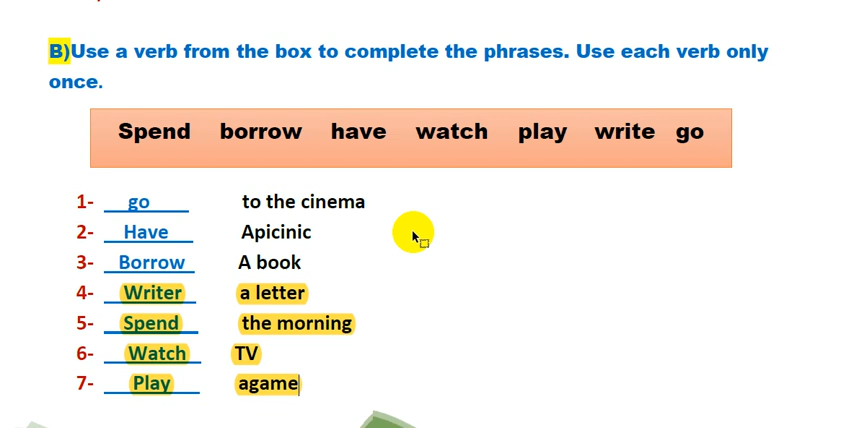 B)Use a verb from the box to complete the phrases. Use each verb only
once.
Spend borrow have watch play write go
1- go to the cinema
2- Have Apicinic
3- Borrow A book
4- Writer a letter
5- Spend the morning
6- Watch TV
7- Play agame